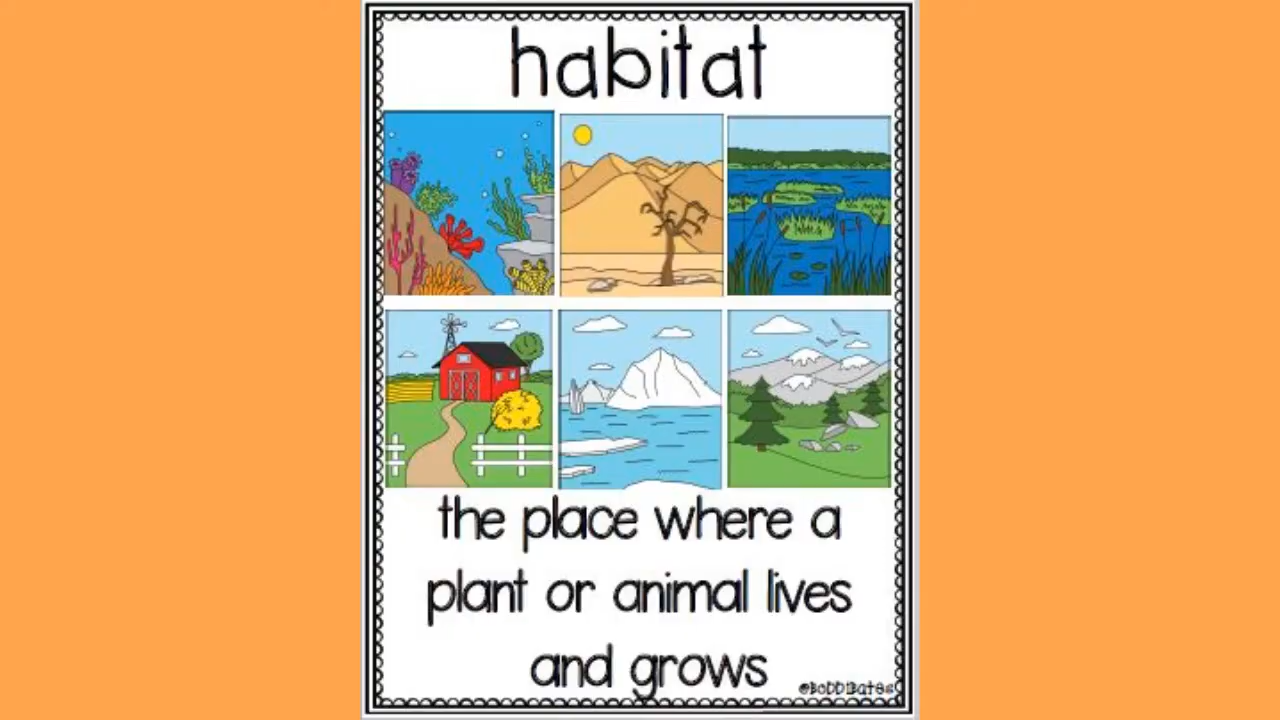 habitat
the place where a
plant or animal lives
and grows